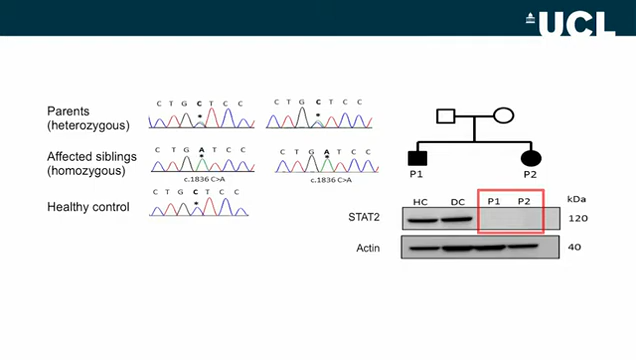 UCL
Parents
(heterozygous)
C T G C T C C
C T G C T C C
Affected siblings
(homozygous)
C T G A T C C
C T G A T C C
c.1836 C>A
c.1836 C>A
Healthy control
C T G C T C C
P1
P2
HC DC P1 P2 kDa
STAT2 120
Actin 40